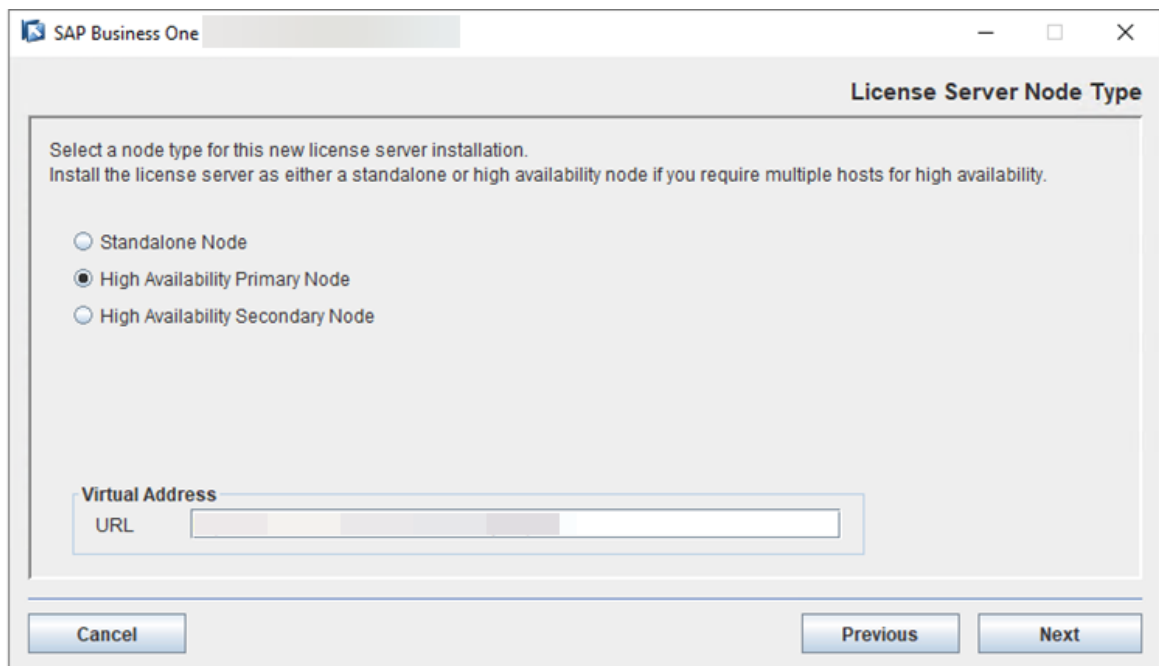 SAP Business One
License Server Node Type
Select a node type for this new license server installation.
Install the license server as either a standalone or high availability node if you require multiple hosts for high availability.
Standalone Node
High Availability Primary Node
High Availability Secondary Node
Virtual Address
URL
Cancel
Previous
Next